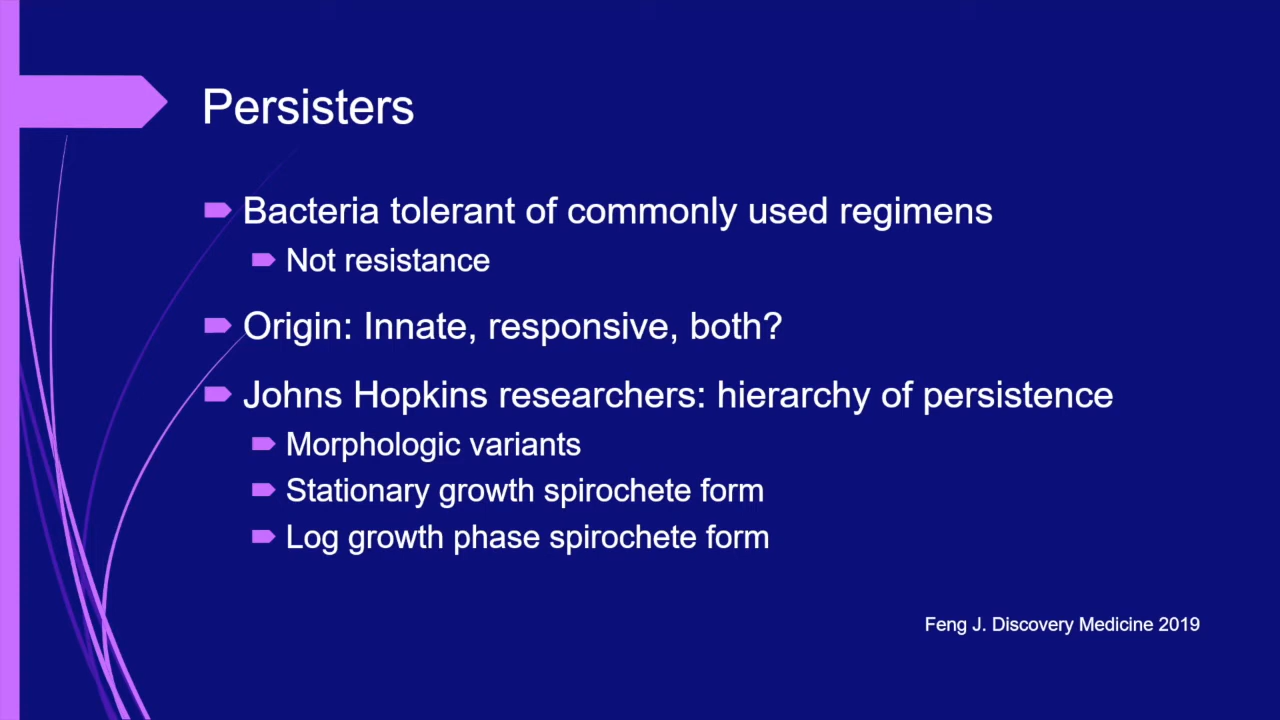 Persisters
Bacteria tolerant of commonly used regimens
Not resistance
Origin: Innate, responsive, both?
Johns Hopkins researchers: hierarchy of persistence
Morphologic variants
Stationary growth spirochete form
Log growth phase spirochete form
Feng J. Discovery Medicine 2019